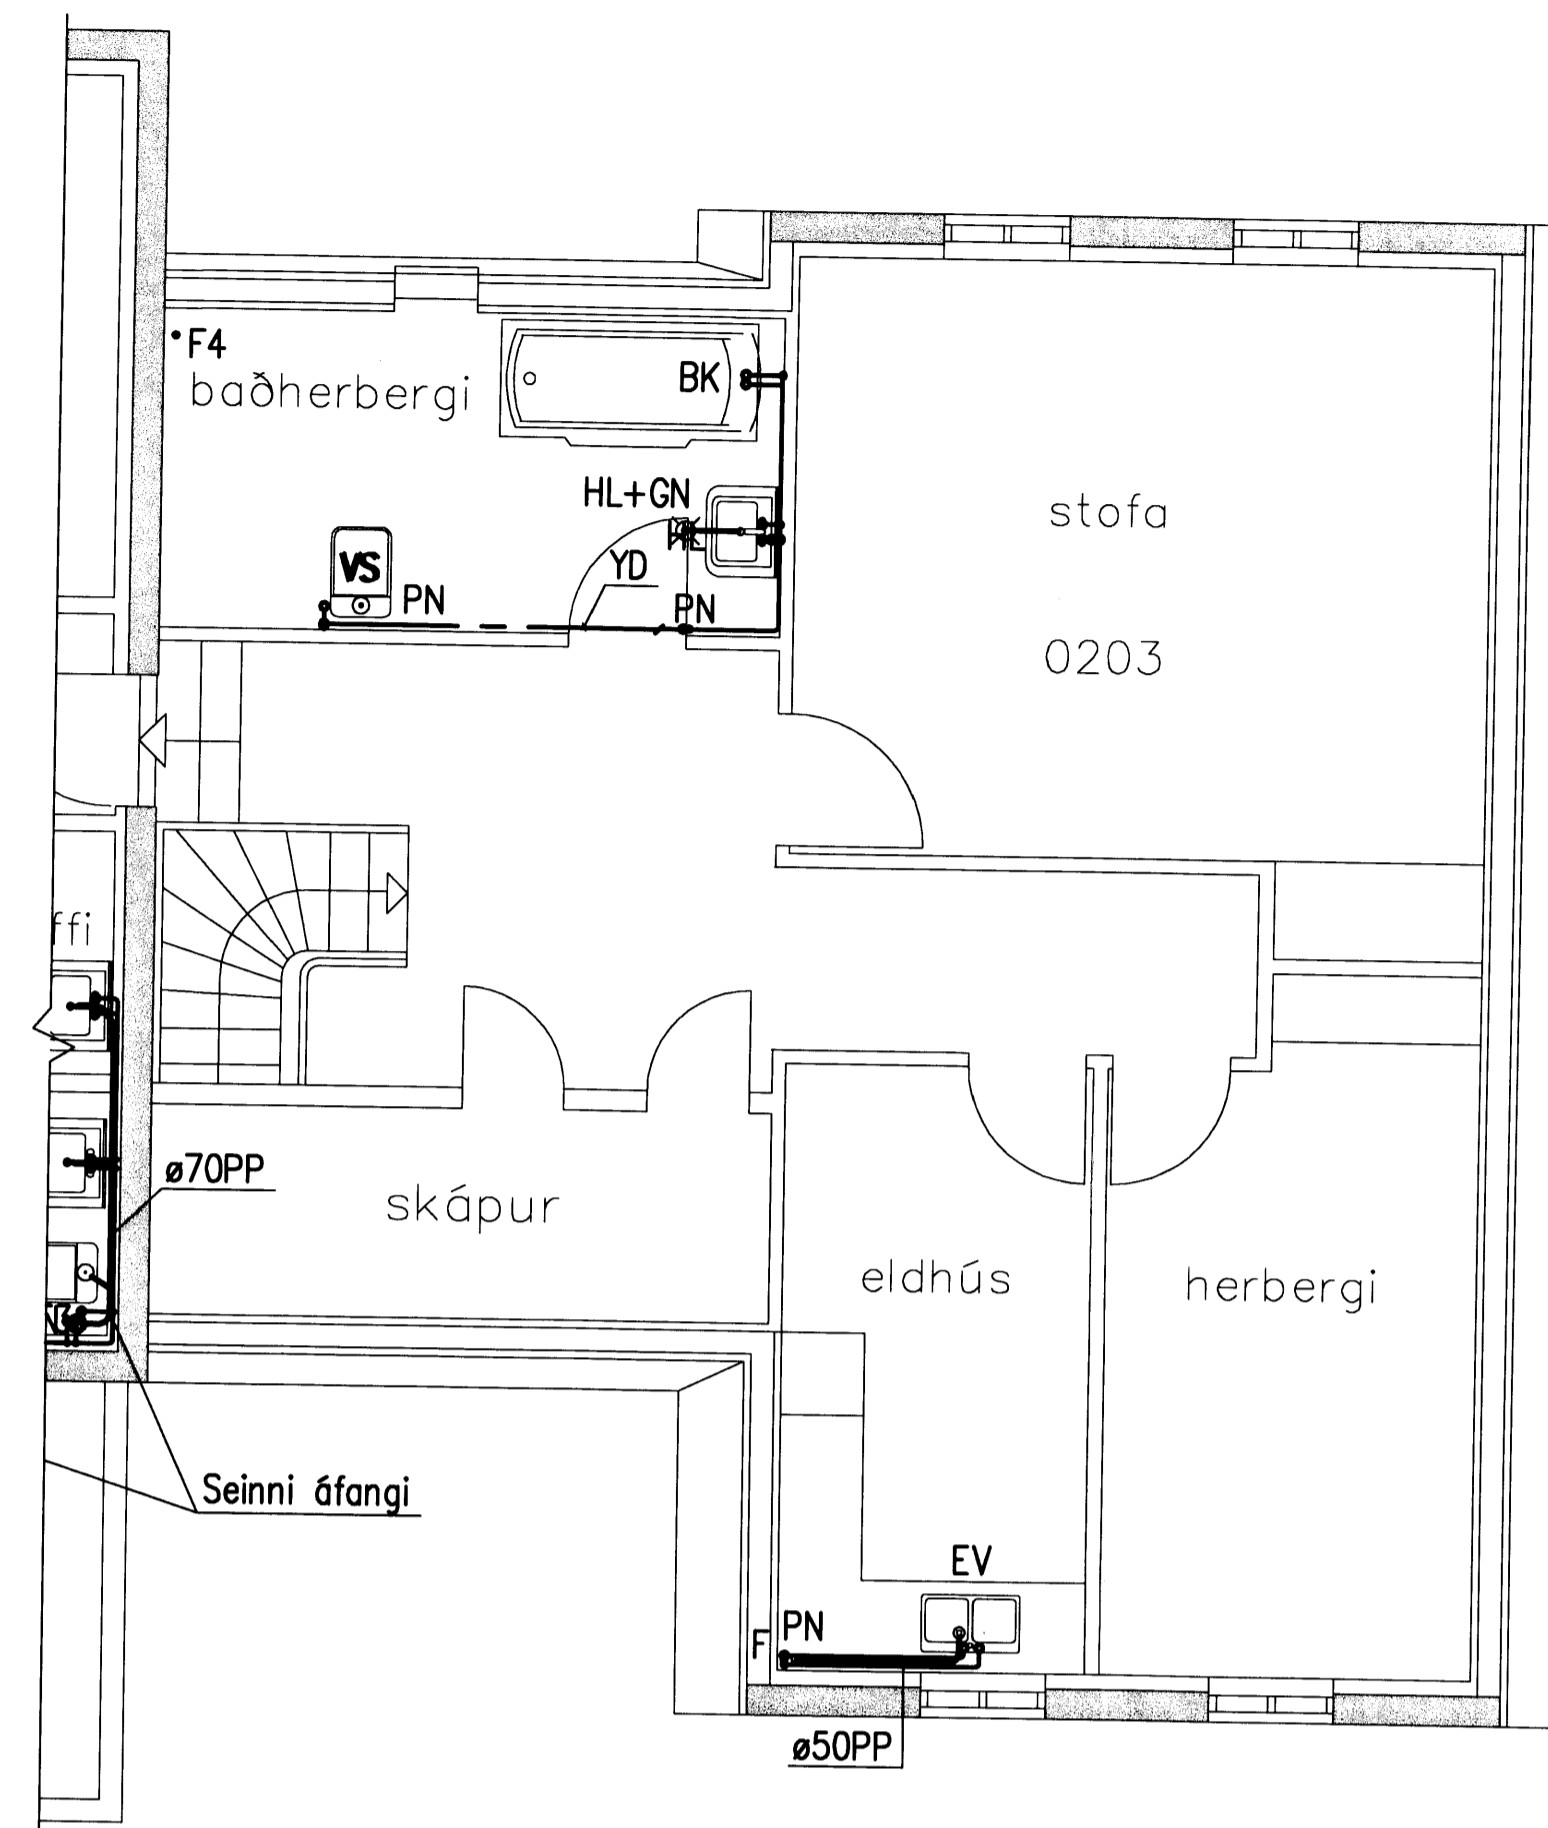 F4
baðherbergi
BK
HL+GN
HL
VS
PN
YD
PN
stofa
0203
ffi
ø70PP
skápur
eldhús
herbergi
Seinni áfangi
EV
F
PN
ø50PP